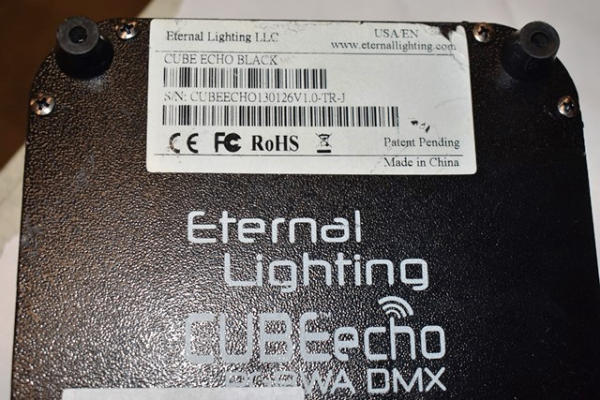 Eternal Lighting LLC
USA/EN
www.eternallighting.com
CUBE ECHO BLACK
S/N: CUBEECHO130126V1.0-TR-J
CE FC RoHS
Patent Pending
Made in China
Eternal
Lighting
CUBEecho
DMX